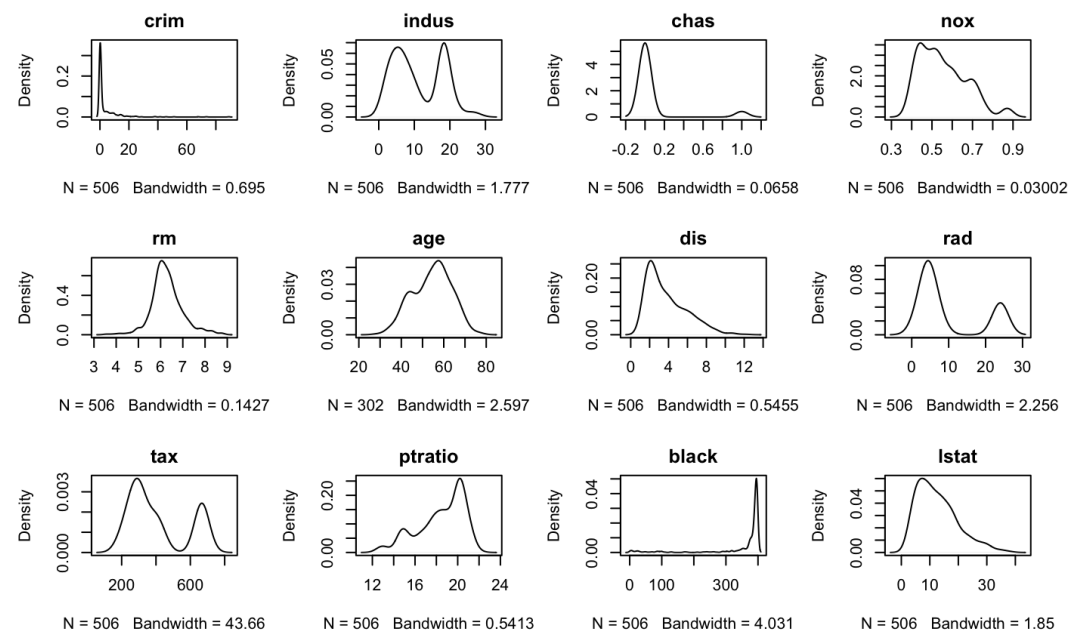 crim indus chas nox
Density 0.0 0.2
Density 0.00 0.05
Density 0 2 4
Density 0.0 2.0
0 20 60
0 10 20 30
-0.2 0.2 0.6 1.0
0.3 0.5 0.7 0.9
N = 506 Bandwidth = 0.695
N = 506 Bandwidth = 1.777
N = 506 Bandwidth = 0.0658
N = 506 Bandwidth = 0.03002
rm age dis rad
Density 0.0 0.4
Density 0.00 0.03
Density 0.00 0.20
Density 0.00 0.08
3 4 5 6 7 8 9
20 40 60 80
0 4 8 12
0 10 20 30
N = 506 Bandwidth = 0.1427
N = 302 Bandwidth = 2.597
N = 506 Bandwidth = 0.5455
N = 506 Bandwidth = 2.256
tax ptratio black lstat
Density 0.000 0.003
Density 0.00 0.20
Density 0.00 0.04
Density 0.00 0.04
200 600
12 16 20 24
0 100 300
0 10 30
N = 506 Bandwidth = 43.66
N = 506 Bandwidth = 0.5413
N = 506 Bandwidth = 4.031
N = 506 Bandwidth = 1.85